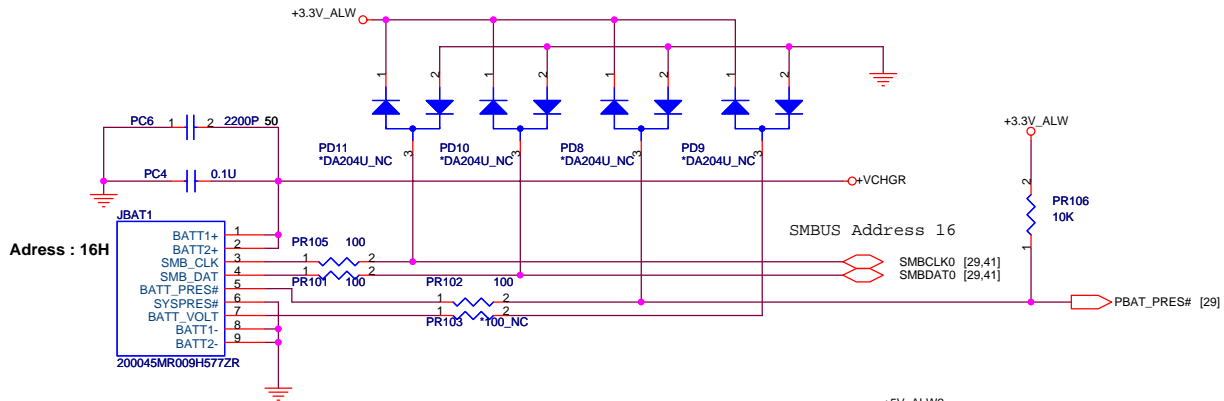 +3.3V_ALW
1 2 1 2 1 2 1 2
3 3 3 3
PD11 PD10 PD8 PD9
*DA204U_NC *DA204U_NC *DA204U_NC *DA204U_NC
PC6 1 2 2200P 50
PC4 0.1U
+3.3V_ALW
2
PR106
10K
1
+VCHGR
JBAT1
Adress : 16H
SMBUS Address 16
BATT1+ 1
BATT2+ 2
SMB_CLK 3
SMB_DAT 4
BATT_PRES# 5
SYSPRES# 6
BATT_VOLT 7
BATT1- 8
BATT2- 9
200045MR009H577ZR
PR105 100
1 2
SMBCLK0 [29,41]
1 2
PR101 100
SMBDAT0 [29,41]
PR102 100
1 2
PBAT_PRES# [29]
1 2
PR103 *100_NC